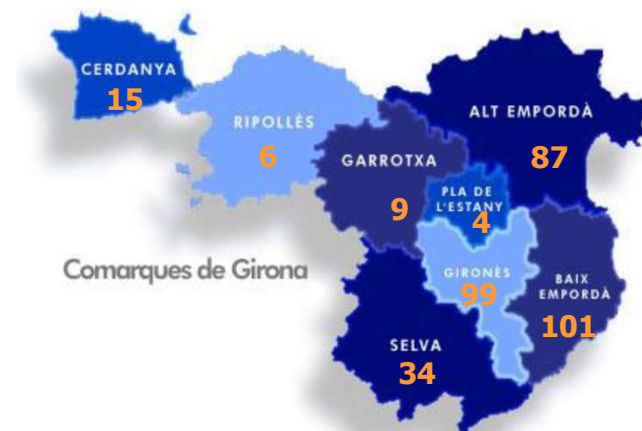 CERDANYA
15
RIPOLLÈS
6
GARROTXA
9
ALT EMPORDÀ
87
PLA DE
L'ESTANY
4
Comarques de Girona
GIRONÈS
99
BAIX
EMPORDÀ
101
SELVA
34